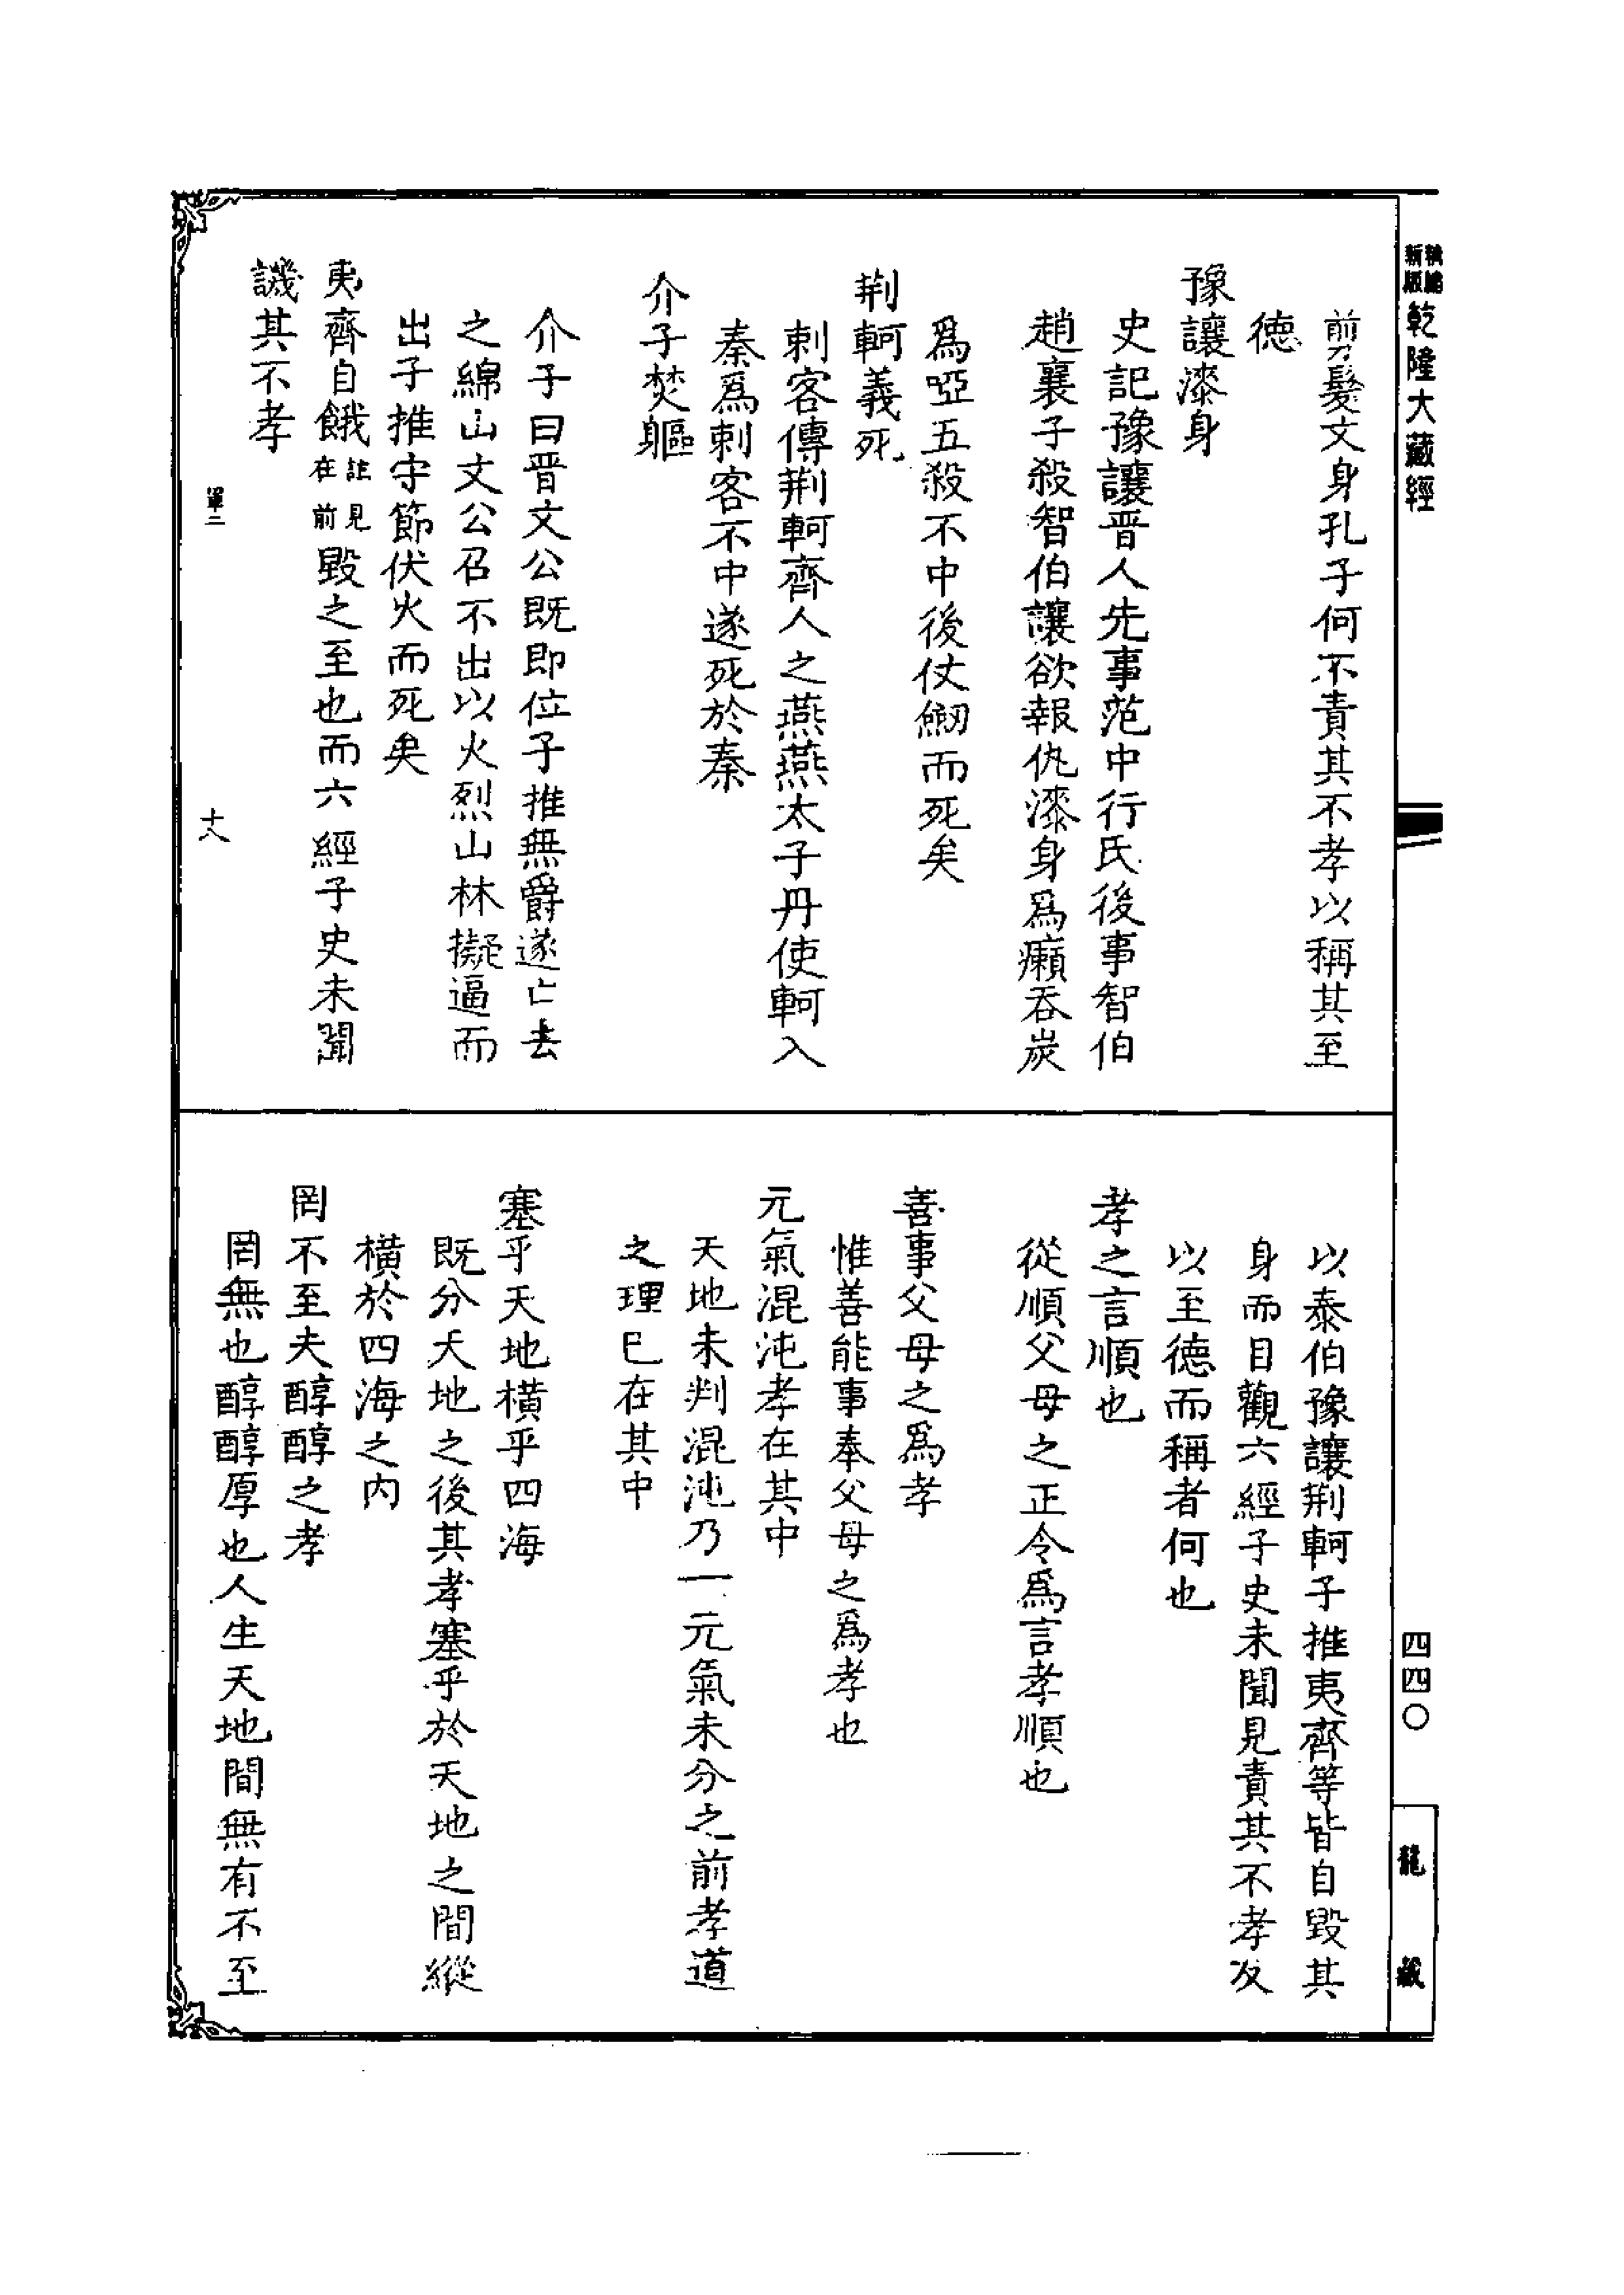 新編縮版乾隆大藏經
剪髮文身孔子何不責其不孝以稱其至
德
豫讓漆身
史記豫讓晋人先事范中行氏後事智伯
趙襄子殺智伯讓欲報仇漆身爲癩吞炭
爲啞五殺不中後仗劒而死矣
荆軻義死
刺客傳荆軻齊人之燕燕太子丹使軻入
秦爲刺客不中遂死於秦
介子焚軀
介子曰晋文公既即位子推無爵遂亡去
之綿山文公召不出以火烈山林擬逼而
出子推守節伏火而死矣
夷齊自餓註見在前毀之至也而六經子史未聞
譏其不孝
軍二
十八
以泰伯豫讓荆軻子推夷齊等皆自毀其
身而目觀六經子史未聞見責其不孝及
以至德而稱者何也
孝之言順也
從順父母之正令爲言孝順也
喜事父母之爲孝
惟善能事奉父母之爲孝也
元氣混沌孝在其中
天地未判混沌乃一元氣未分之前孝道
之理已在其中
塞乎天地橫乎四海
既分天地之後其孝塞乎於天地之間縱
橫於四海之内
罔不至夫醇醇之孝
罔無也醇醇厚也人生天地間無有不至
四四〇
龍藏